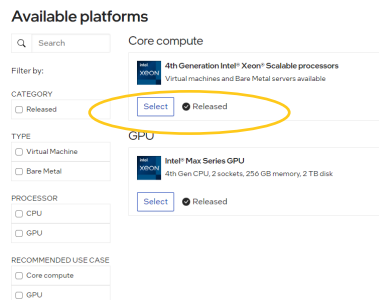 Available platforms
Search
Filter by:
CATEGORY
Released
TYPE
Virtual Machine
Bare Metal
PROCESSOR
CPU
GPU
RECOMMENDED USE CASE
Core compute
GPU
Core compute
intel XEON
4th Generation Intel® Xeon® Scalable processors
Virtual machines and Bare Metal servers available
Select Released
GPU
intel XEON
Intel® Max Series GPU
4th Gen CPU, 2 sockets, 256 GB memory, 2 TB disk
Select Released